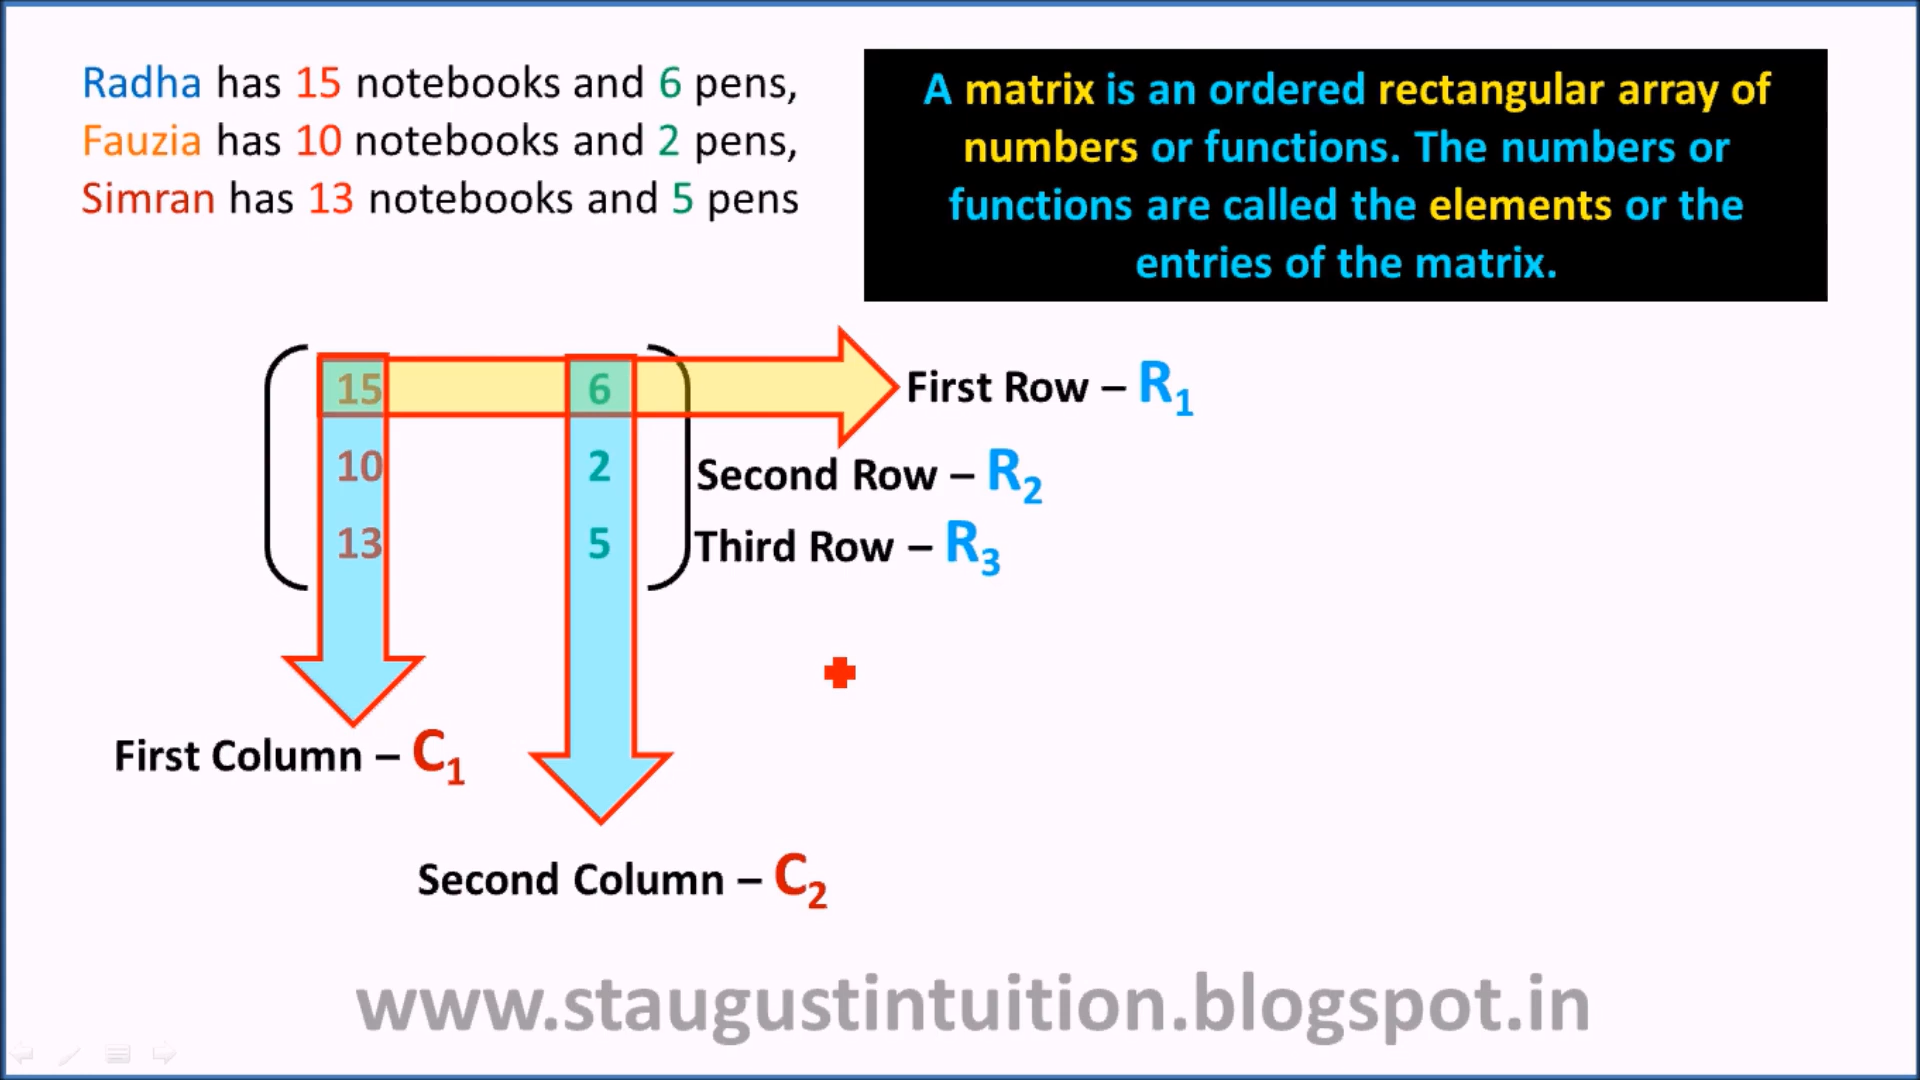 Radha has 15 notebooks and 6 pens,
Fauzia has 10 notebooks and 2 pens,
Simran has 13 notebooks and 5 pens
A matrix is an ordered rectangular array of
numbers or functions. The numbers or
functions are called the elements or the
entries of the matrix.
15 6 First Row – R₁
10 2 Second Row – R₂
13 5 Third Row – R₃
First Column – C₁
Second Column – C₂
www.staugustintuition.blogspot.in